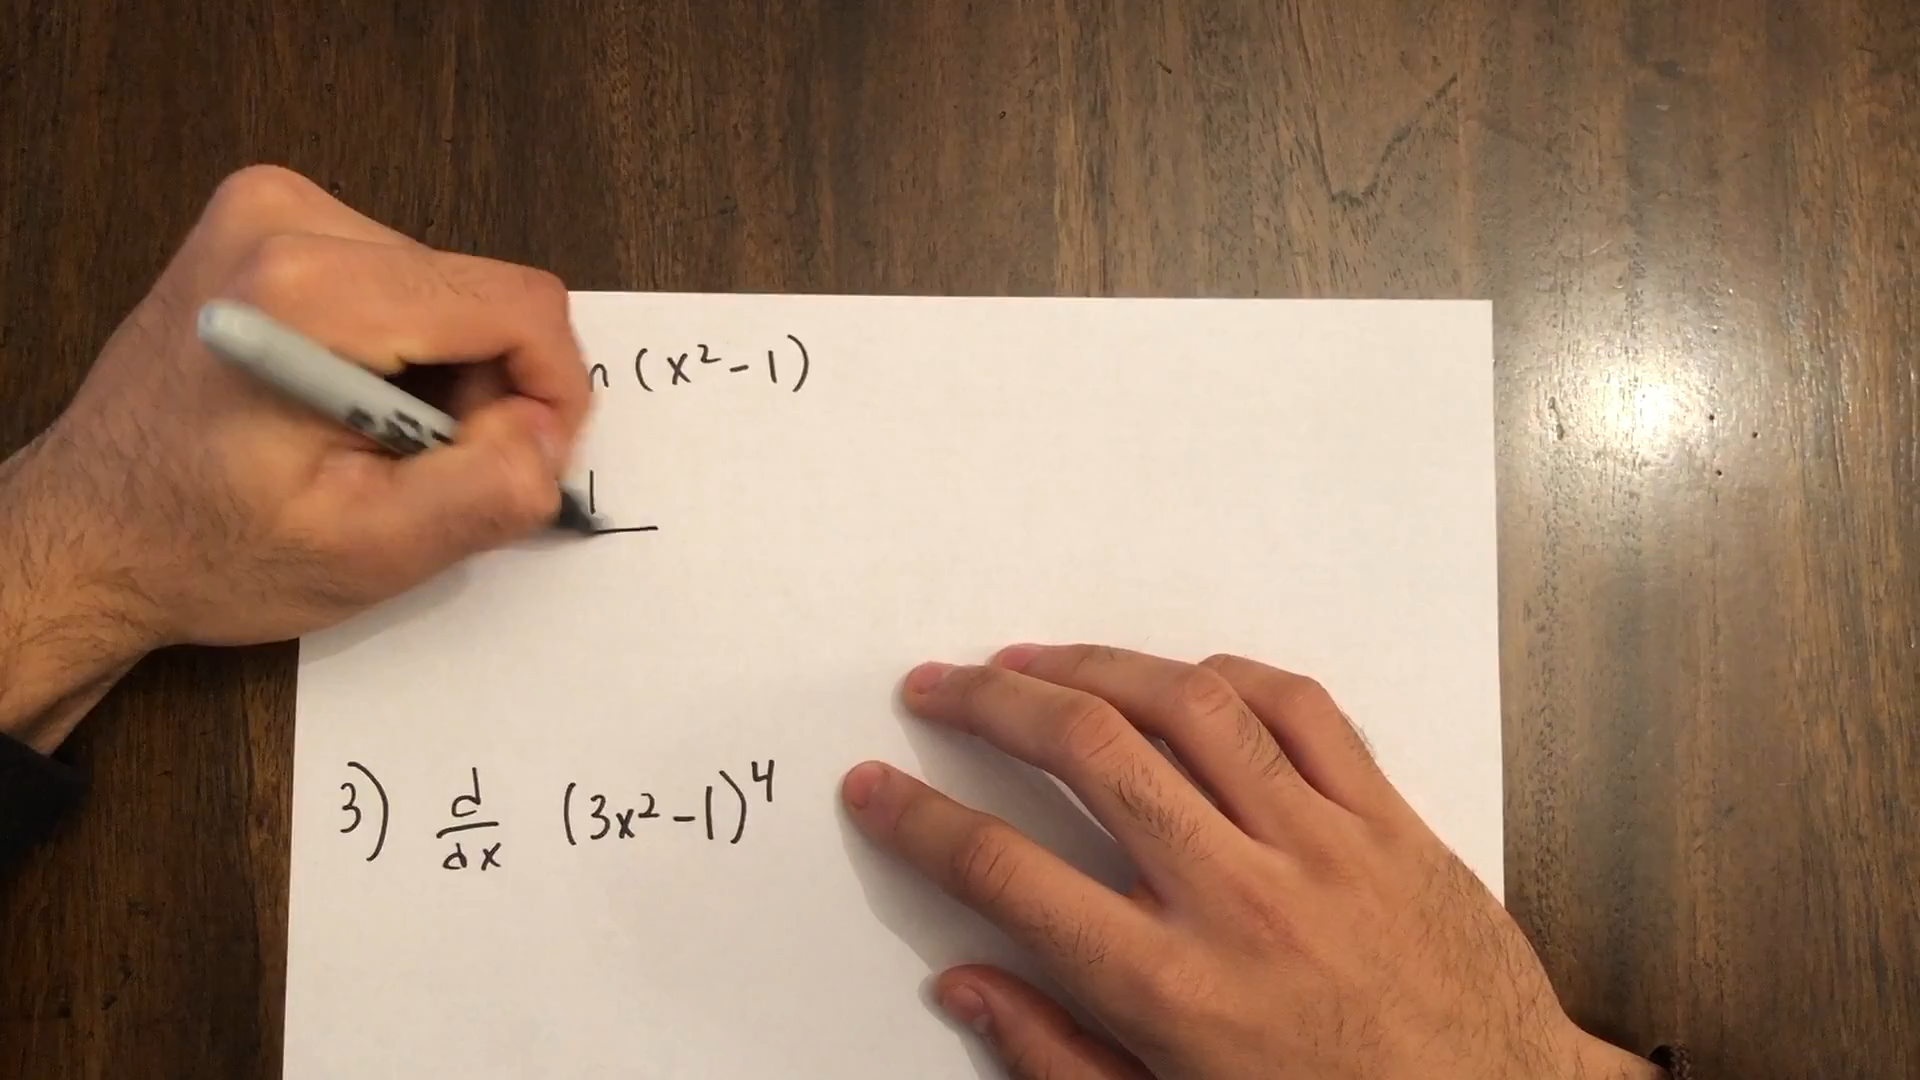 n (x² - 1)
1
3) d/dx (3x² - 1)⁴